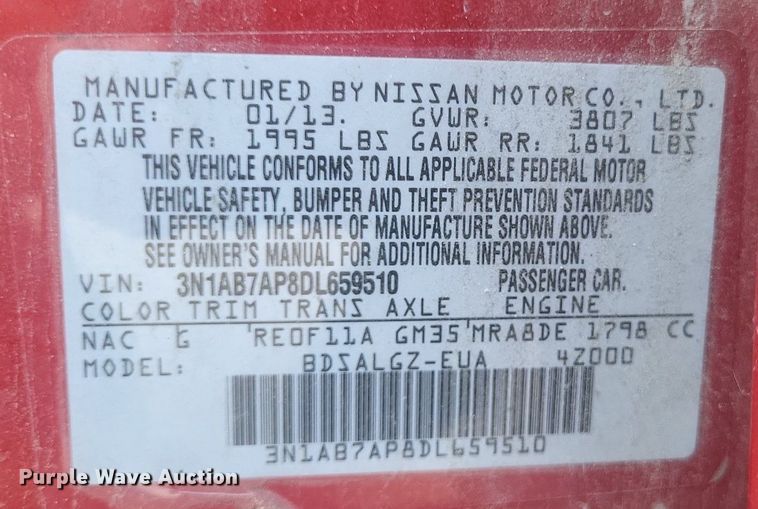 MANUFACTURED BY NISSAN MOTOR CO., LTD.
DATE: 01/13. GVWR: 3807 LBS
GAWR FR: 1995 LBS GAWR RR: 1841 LBS
THIS VEHICLE CONFORMS TO ALL APPLICABLE FEDERAL MOTOR
VEHICLE SAFETY, BUMPER AND THEFT PREVENTION STANDARDS
IN EFFECT ON THE DATE OF MANUFACTURE SHOWN ABOVE.
SEE OWNER'S MANUAL FOR ADDITIONAL INFORMATION.
VIN: 3N1AB7AP8DL659510 PASSENGER CAR.
COLOR TRIM TRANS AXLE ENGINE
NAC G 'RE0F11A GM35 'MRA8DE 1798 CC
MODEL: BDSALGZ-EUA 4Z000
3N1AB7AP8DL659510
Purple Wave Auction